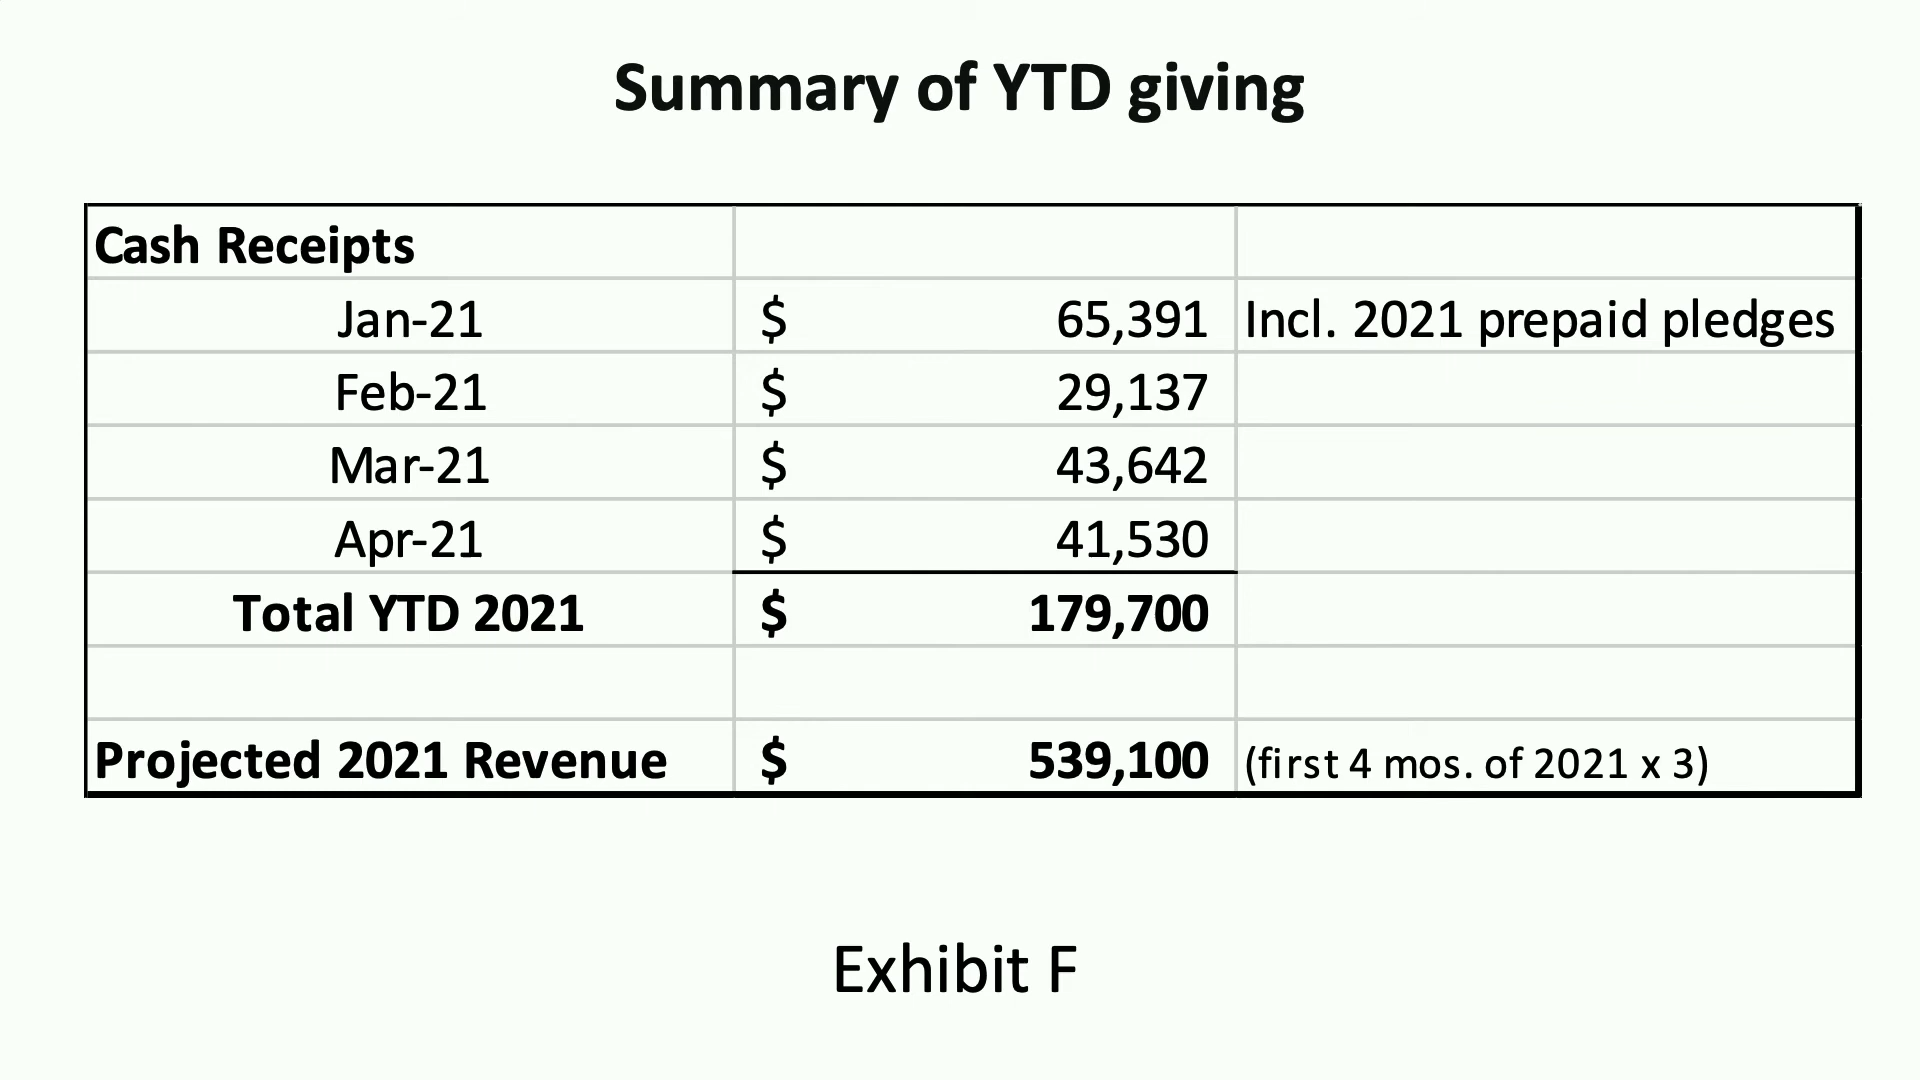 Summary of YTD giving
Cash Receipts
Jan-21 $ 65,391 Incl. 2021 prepaid pledges
Feb-21 $ 29,137
Mar-21 $ 43,642
Apr-21 $ 41,530
Total YTD 2021 $ 179,700
Projected 2021 Revenue $ 539,100 (first 4 mos. of 2021 x 3)
Exhibit F